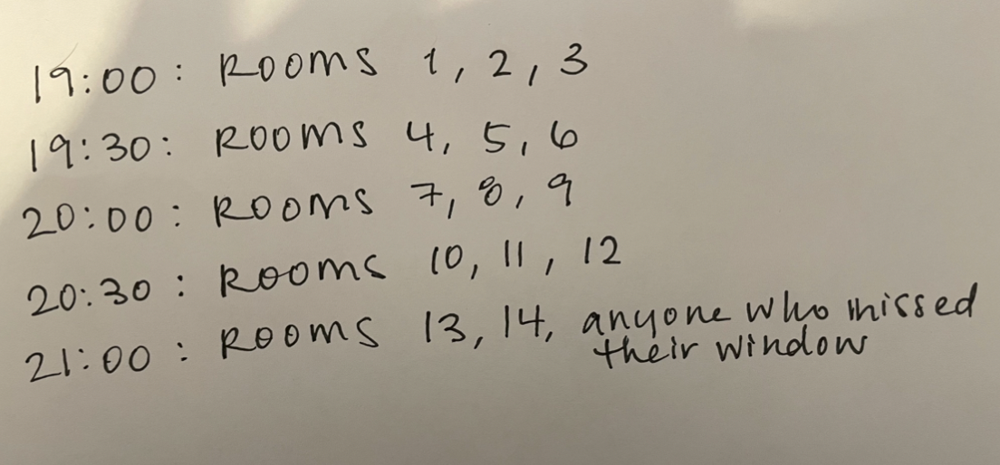 19:00: ROOMS 1, 2, 3
19:30: ROOMS 4, 5, 6
20:00: ROOMS 7, 8, 9
20:30: ROOMS 10, 11, 12
21:00: ROOMS 13, 14, anyone who missed
their window